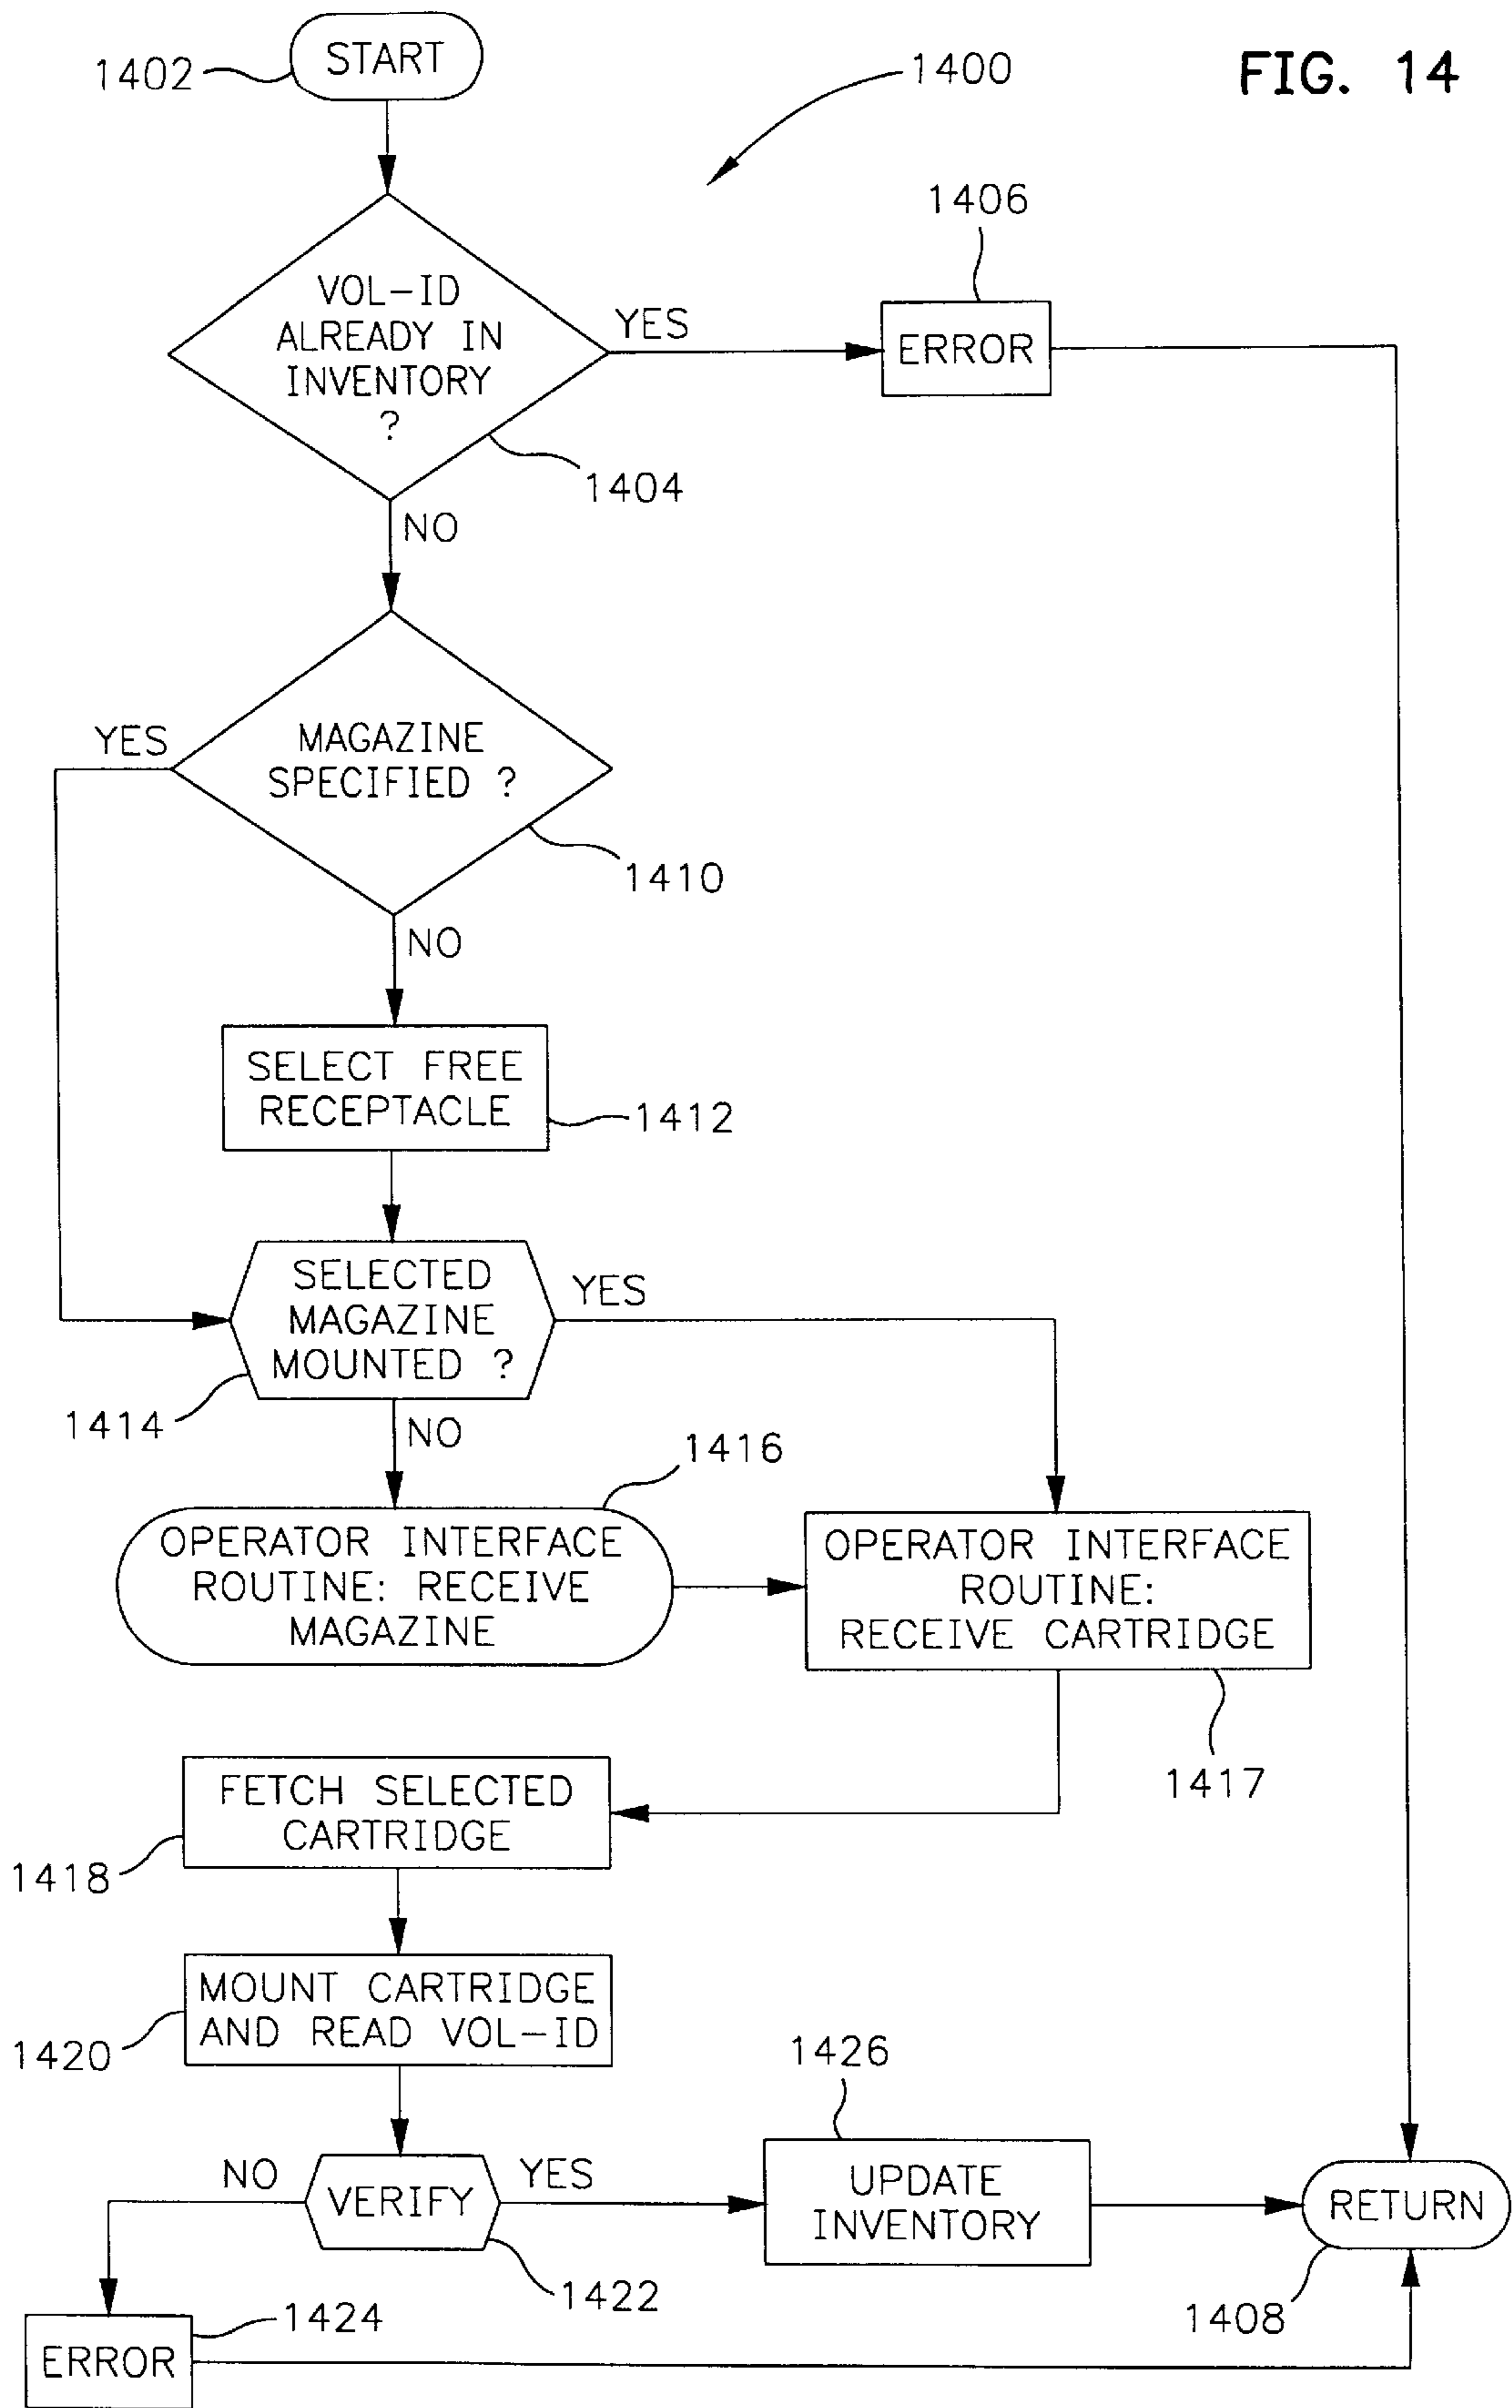 START
1402
1400
FIG. 14
1406
VOL-ID
ALREADY IN
INVENTORY
?
YES
ERROR
1404
NO
YES
MAGAZINE
SPECIFIED ?
1410
NO
SELECT FREE
RECEPTACLE
1412
SELECTED
MAGAZINE
MOUNTED ?
YES
1414
NO
1416
OPERATOR INTERFACE
ROUTINE: RECEIVE
MAGAZINE
OPERATOR INTERFACE
ROUTINE:
RECEIVE CARTRIDGE
1417
FETCH SELECTED
CARTRIDGE
1418
MOUNT CARTRIDGE
AND READ VOL-ID
1420
1426
NO
VERIFY
YES
UPDATE
INVENTORY
RETURN
1422
1408
1424
ERROR